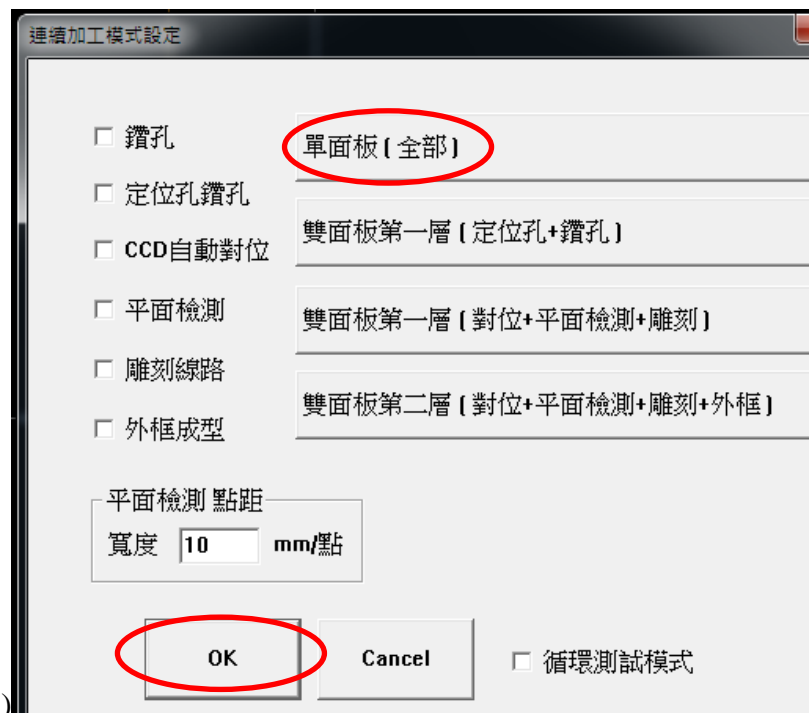 連續加工模式設定
鑽孔
單面板 [ 全部 ]
定位孔鑽孔
雙面板第一層 [ 定位孔+鑽孔 ]
CCD自動對位
平面檢測
雙面板第一層 [ 對位+平面檢測+雕刻 ]
雕刻線路
雙面板第二層 [ 對位+平面檢測+雕刻+外框 ]
外框成型
平面檢測 點距
寬度 10 mm/點
OK Cancel 循環測試模式
)